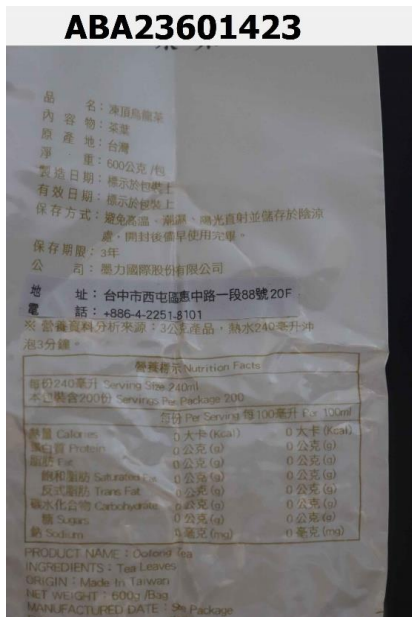 ABA23601423
品 名：凍頂烏龍茶
內 容 物：茶葉
原 產 地：台灣
淨 重：600公克/包
製造日期：標示於包裝上
有效日期：標示於包裝上
保存方式：避免高溫、潮濕、陽光直射並儲存於陰涼
處，開封後儘早使用完畢。
保存期限：3年
公 司：墨力國際股份有限公司
地 址：台中市西屯區惠中路一段88號20F
電 話：+886-4-2251-8101
※ 營養資料分析來源：3公克產品，熱水240毫升沖
泡3分鐘。
營養標示 Nutrition Facts
每份240毫升 Serving Size 240ml
本包裝含200份 Servings Per Package 200
每份 Per Serving 每100毫升 Per 100ml
熱量 Calories 0 大卡(Kcal) 0 大卡(Kcal)
蛋白質 Protein 0 公克(g) 0 公克(g)
脂肪 Fat 0 公克(g) 0 公克(g)
飽和脂肪 Saturated Fat 0 公克(g) 0 公克(g)
反式脂肪 Trans Fat 0 公克(g) 0 公克(g)
碳水化合物 Carbohydrate 0 公克(g) 0 公克(g)
糖 Sugars 0 公克(g) 0 公克(g)
鈉 Sodium 0 毫克(mg) 0 毫克(mg)
PRODUCT NAME : Oolong Tea
INGREDIENTS : Tea Leaves
ORIGIN : Made In Taiwan
NET WEIGHT : 600g /Bag
MANUFACTURED DATE : Package